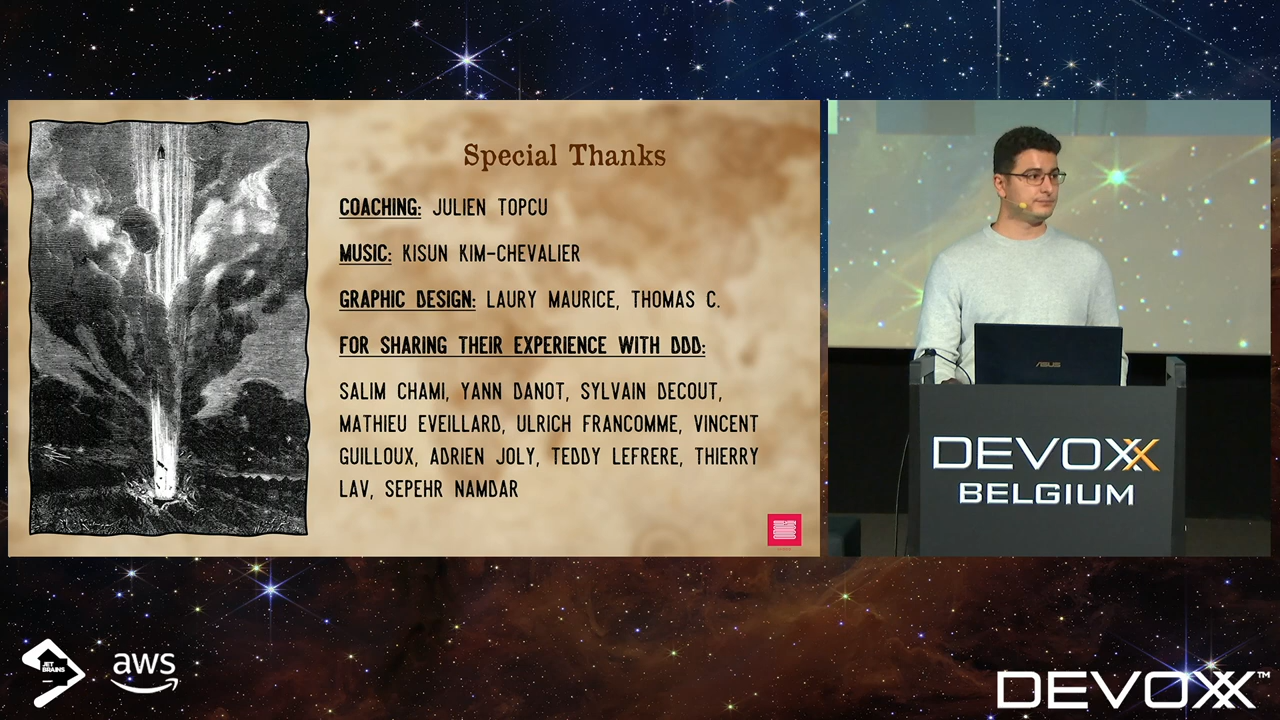 Special Thanks
COACHING: JULIEN TOPCU
MUSIC: KISUN KIM-CHEVALIER
GRAPHIC DESIGN: LAURY MAURICE, THOMAS C.
FOR SHARING THEIR EXPERIENCE WITH DDD:
SALIM CHAMI, YANN DANOT, SYLVAIN DECOUT,
MATHIEU EVEILLARD, ULRICH FRANCOMME, VINCENT
GUILLOUX, ADRIEN JOLY, TEDDY LEFRERE, THIERRY
LAV, SEPEHR NAMDAR
ASUS
DEVOXX
BELGIUM
JET
BRAINS
aws
DEVOXX™